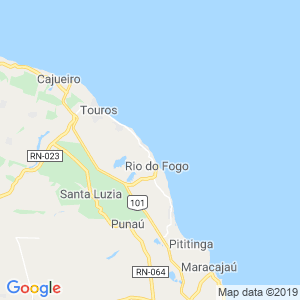 Cajueiro
Touros
RN-023
Rio do Fogo
Santa Luzia
101
Punaú
Pititinga
Maracajaú
RN-064
Google
Map data ©2019